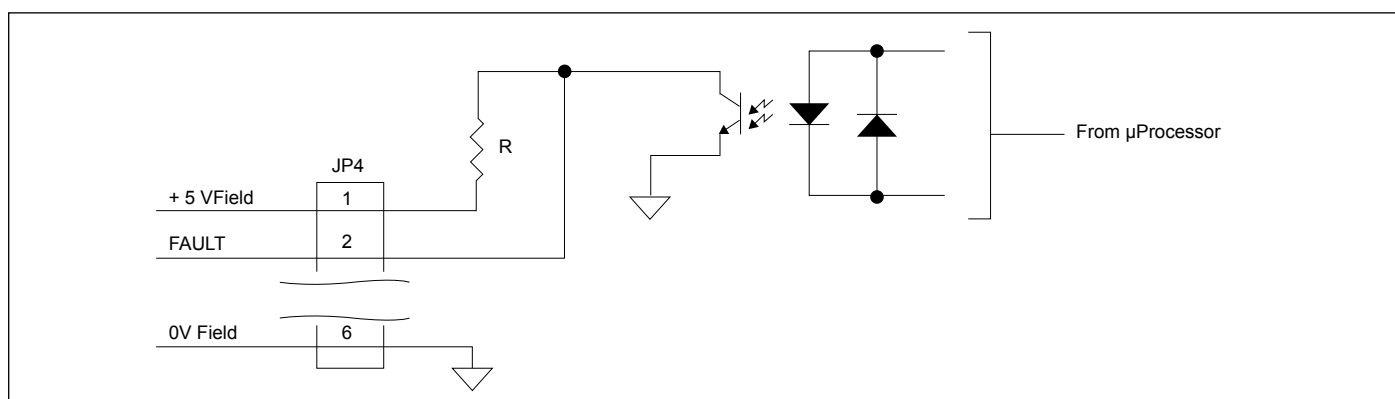 R
From µProcessor
JP4
+ 5 VField
1
FAULT
2
0V Field
6